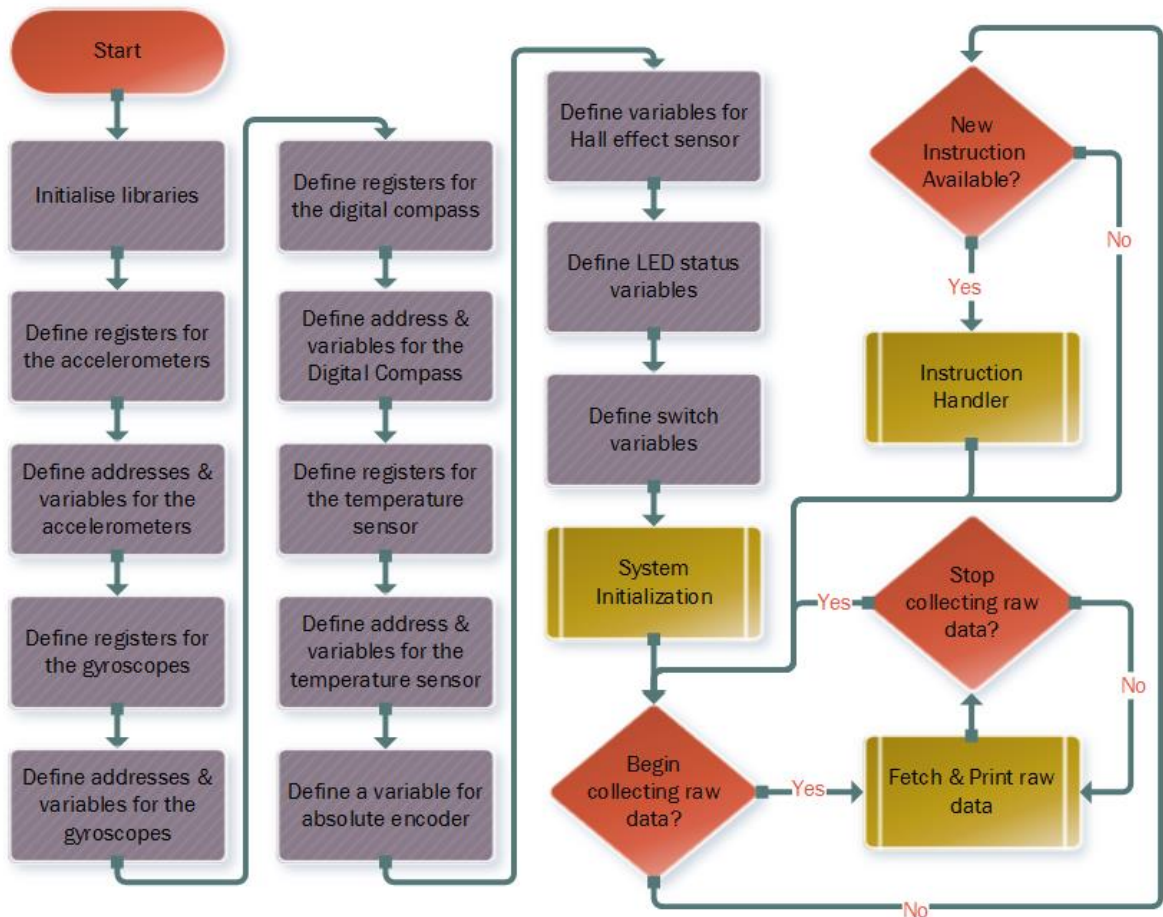 Start
Initialise libraries
Define registers for
the accelerometers
Define addresses &
variables for the
accelerometers
Define registers for
the gyroscopes
Define addresses &
variables for the
gyroscopes
Define registers for
the digital compass
Define address &
variables for the
Digital Compass
Define registers for
the temperature
sensor
Define address &
variables for the
temperature sensor
Define a variable for
absolute encoder
Define variables for
Hall effect sensor
Define LED status
variables
Define switch
variables
System
Initialization
Begin
collecting raw
data?
Yes
No
New
Instruction
Available?
No
Yes
Instruction
Handler
Stop
collecting raw
data?
Yes
No
Fetch & Print raw
data